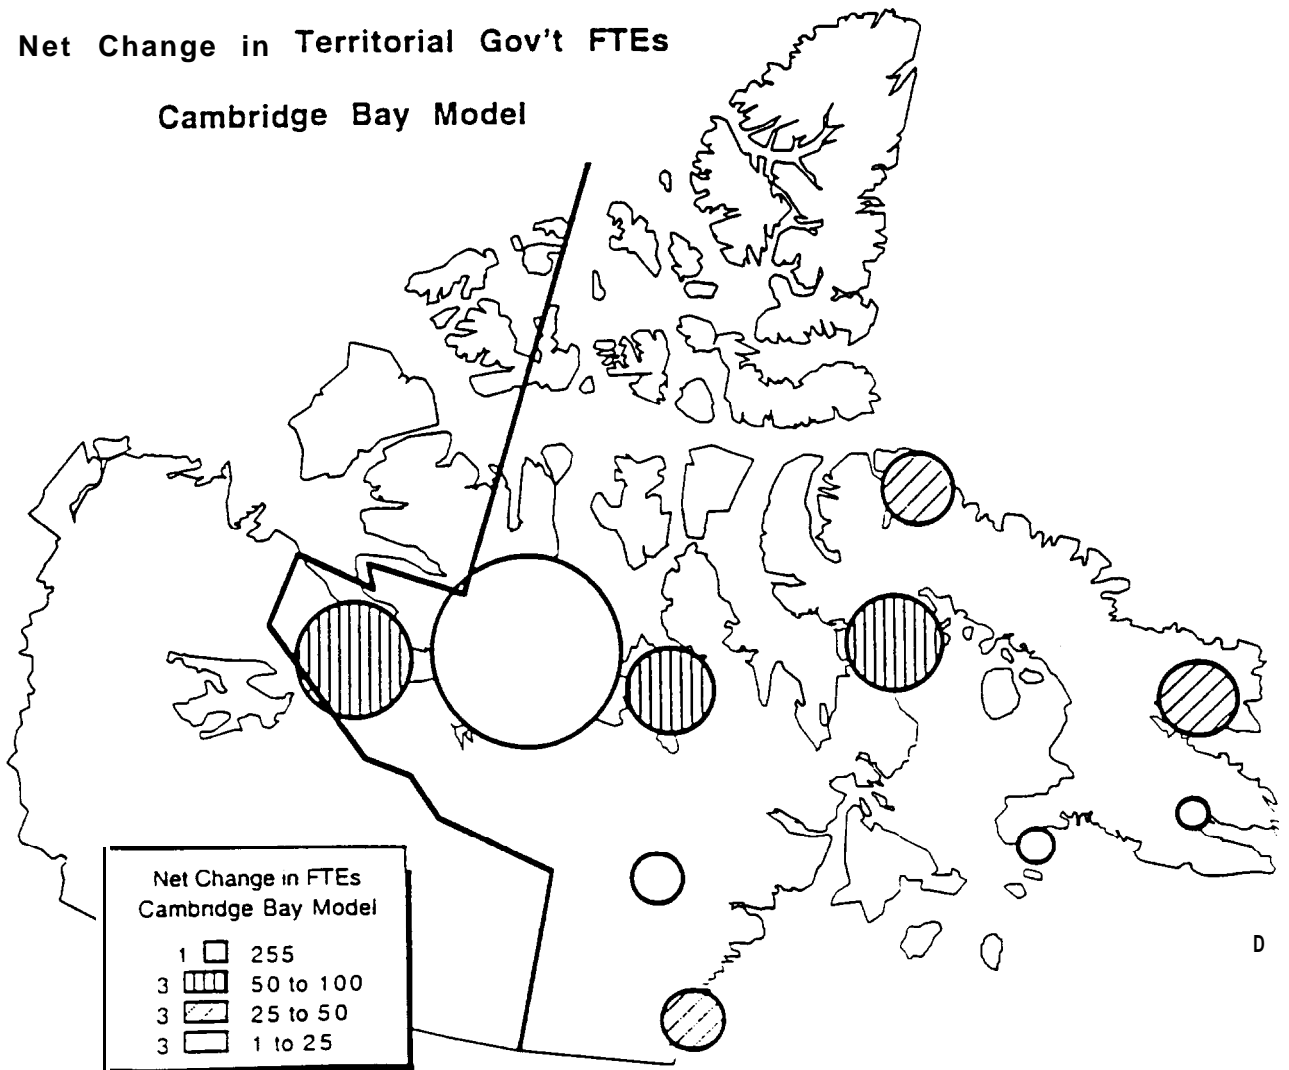 Net Change in Territorial Gov't FTEs
Cambridge Bay Model
Net Change in FTEs
Cambridge Bay Model
1 255
3 50 to 100
3 25 to 50
3 1 to 25
D